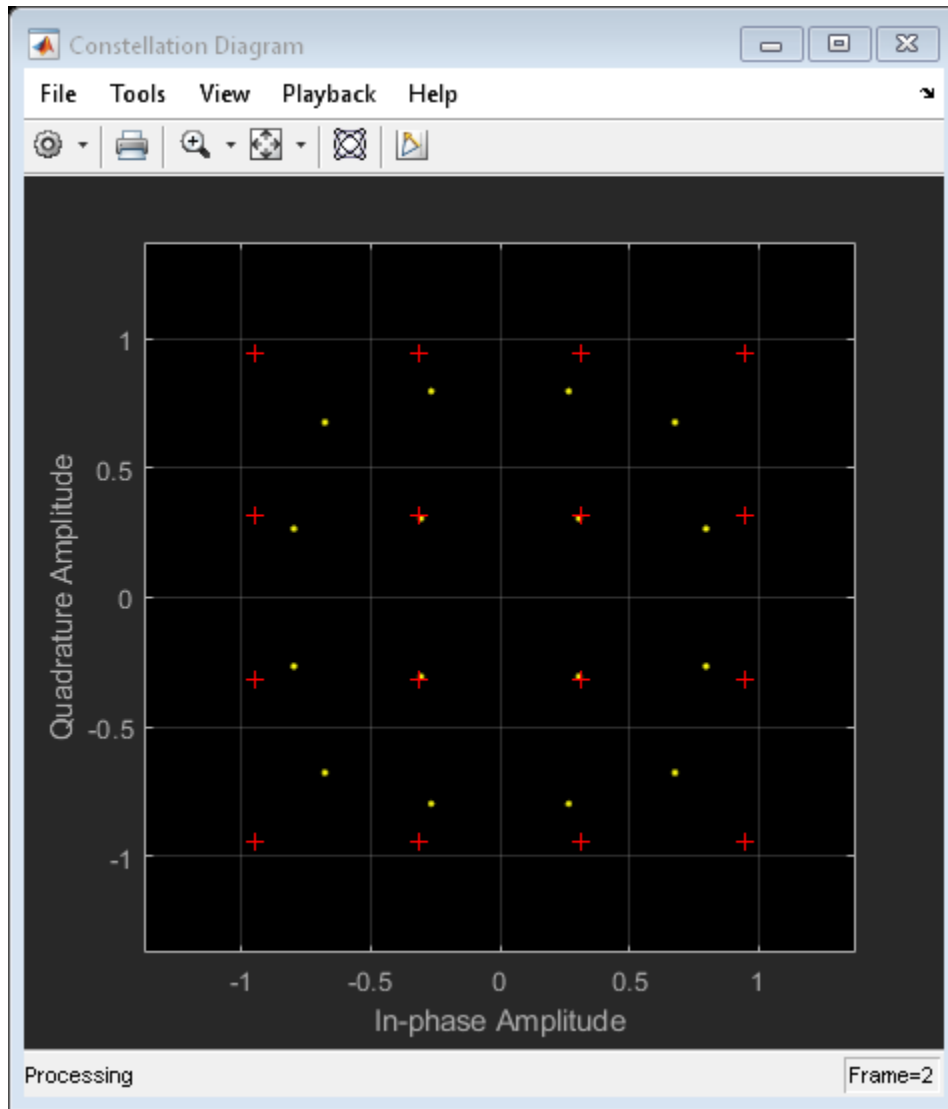 Constellation Diagram
File Tools View Playback Help
1
0.5
0
-0.5
-1
Quadrature Amplitude
-1 -0.5 0 0.5 1
In-phase Amplitude
Processing Frame=2